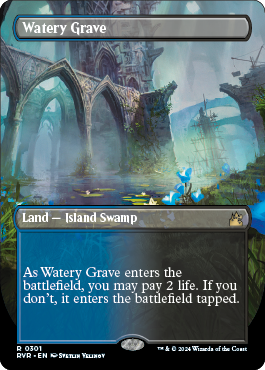 Watery Grave
Land — Island Swamp
As Watery Grave enters the
battlefield, you may pay 2 life. If you
don't, it enters the battlefield tapped.
R 0301
RVR • EN Svetlin Velinov
™ & © 2024 Wizards of the Coast